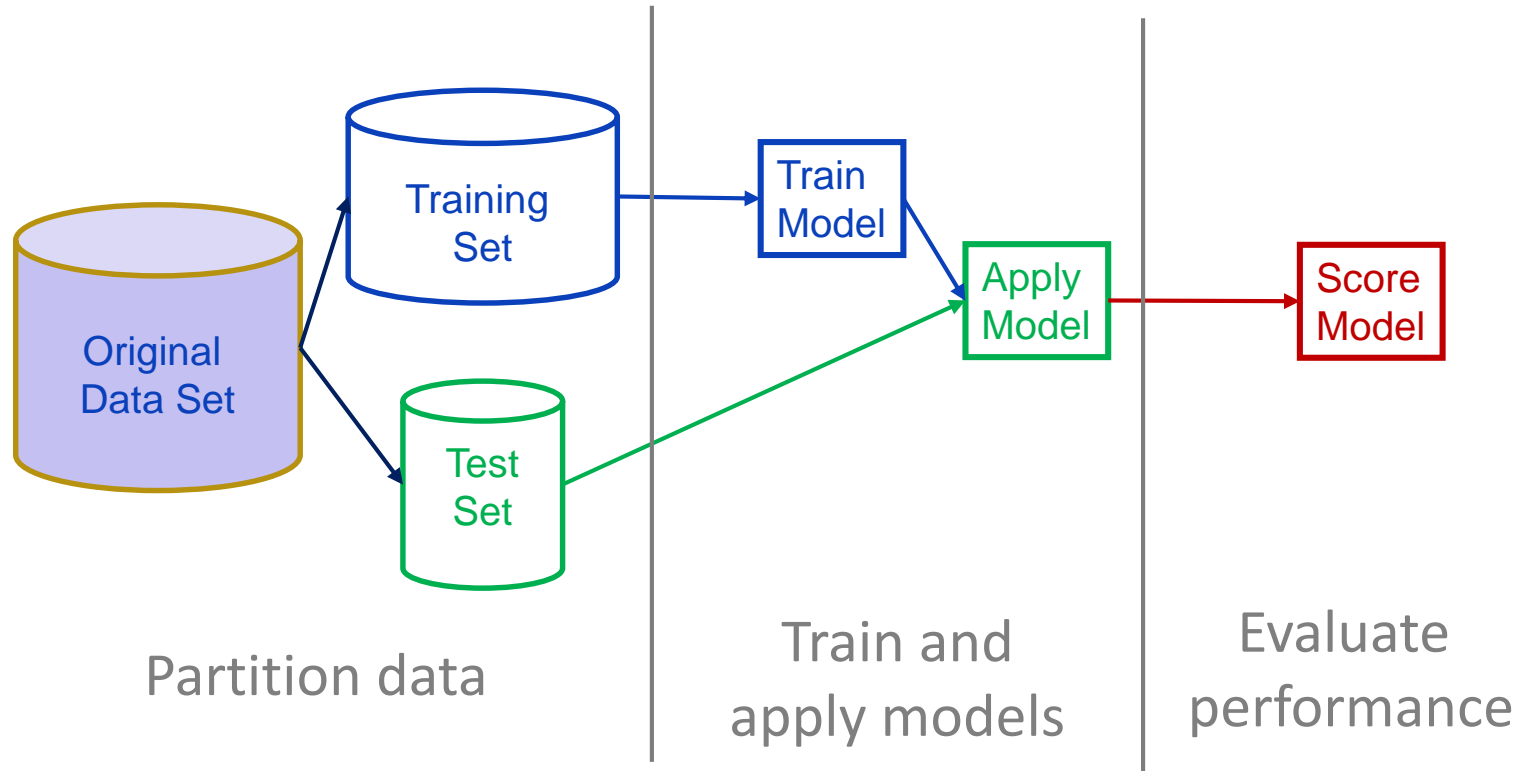 Original
Data Set
Training
Set
Test
Set
Partition data
Train
Model
Apply
Model
Train and
apply models
Score
Model
Evaluate
performance